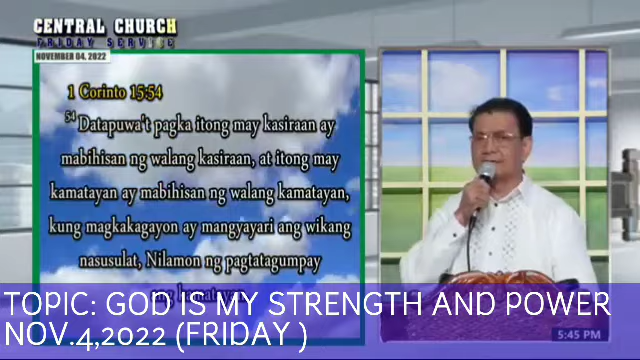 CENTRAL CHURCH
FRIDAY SERVICE
NOVEMBER 04, 2022
1 Corinto 15:54
54 Datapuwa't pagka itong may kasiraan ay
mabihisan ng walang kasiraan, at itong may
kamatayan ay mabihisan ng walang kamatayan,
kung magkakagayon ay mangyayari ang wikang
nasusulat, Nilamon ng pagtatagumpay
ang kamatayan.
TOPIC: GOD IS MY STRENGTH AND POWER
NOV.4,2022 (FRIDAY )
5:45 PM